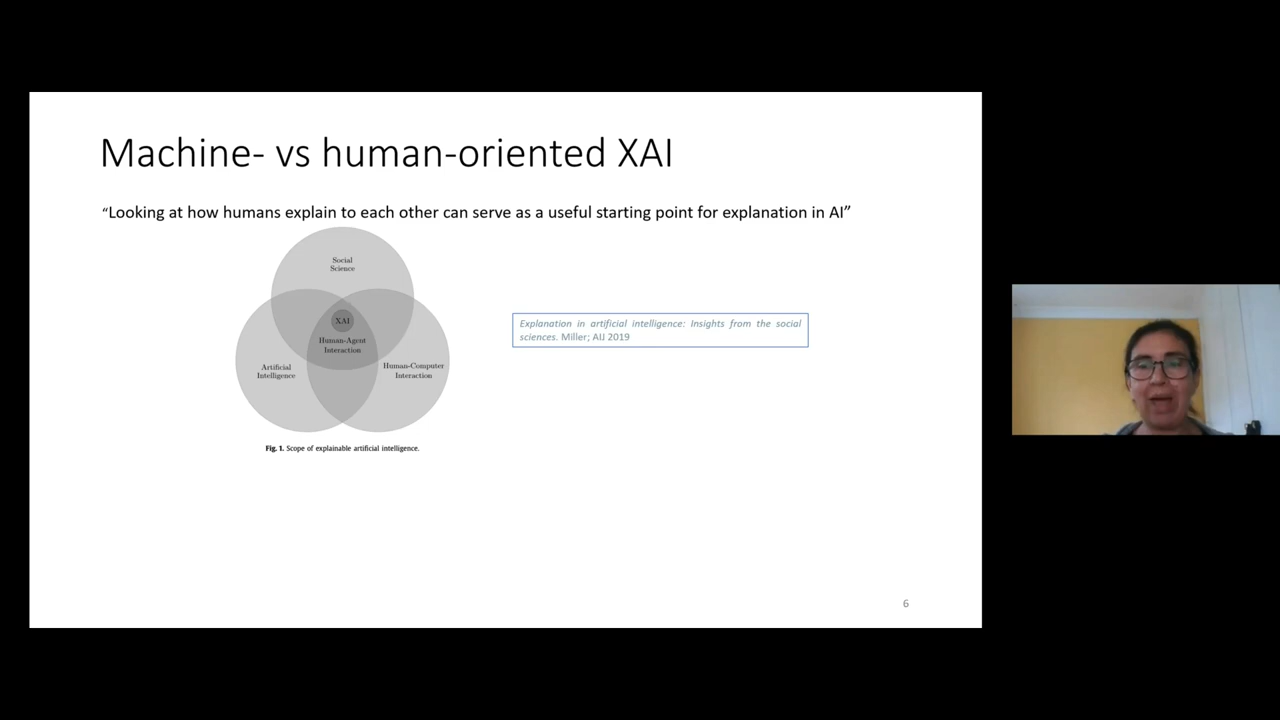 Machine- vs human-oriented XAI
“Looking at how humans explain to each other can serve as a useful starting point for explanation in AI”
Social
Science
XAI
Human-Agent
Interaction
Artificial
Intelligence
Human-Computer
Interaction
Fig. 1. Scope of explainable artificial intelligence.
Explanation in artificial intelligence: Insights from the social
sciences. Miller; AIJ 2019
6